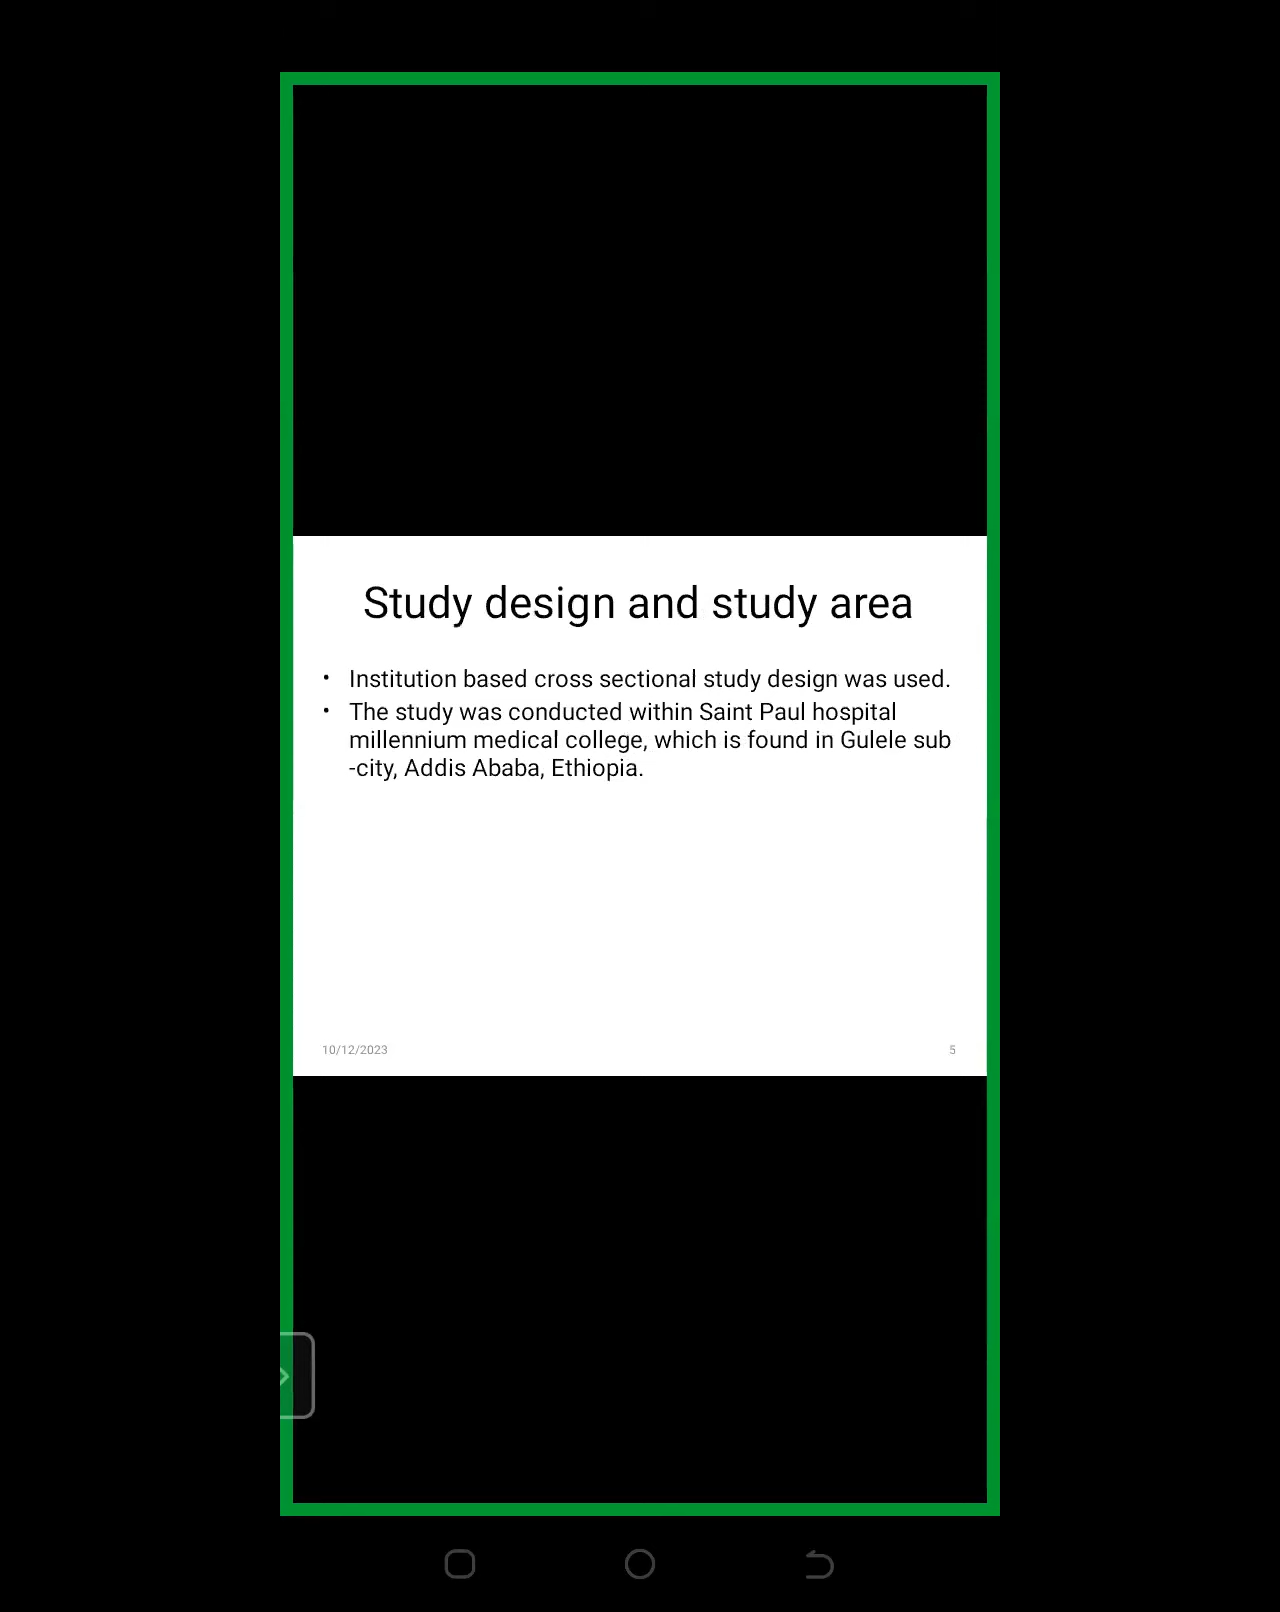 Study design and study area
• Institution based cross sectional study design was used.
• The study was conducted within Saint Paul hospital
millennium medical college, which is found in Gulele sub
-city, Addis Ababa, Ethiopia.
10/12/2023
5